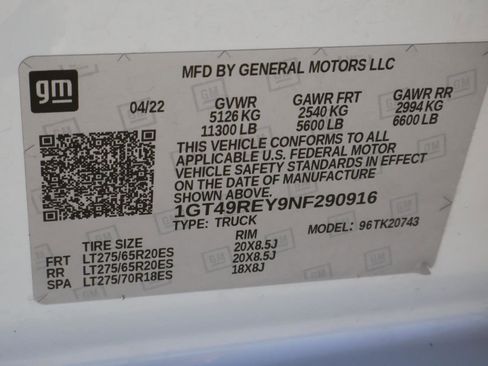 gm
MFD BY GENERAL MOTORS LLC
04/22 GVWR GAWR FRT GAWR RR
5126 KG 2540 KG 2994 KG
11300 LB 5600 LB 6600 LB
THIS VEHICLE CONFORMS TO ALL
APPLICABLE U.S. FEDERAL MOTOR
VEHICLE SAFETY STANDARDS IN EFFECT
ON THE DATE OF MANUFACTURE
SHOWN ABOVE.
1GT49REY9NF290916
TYPE: TRUCK MODEL: 96TK20743
TIRE SIZE RIM
FRT LT275/65R20ES 20X8.5J
RR LT275/65R20ES 20X8.5J
SPA LT275/70R18ES 18X8J